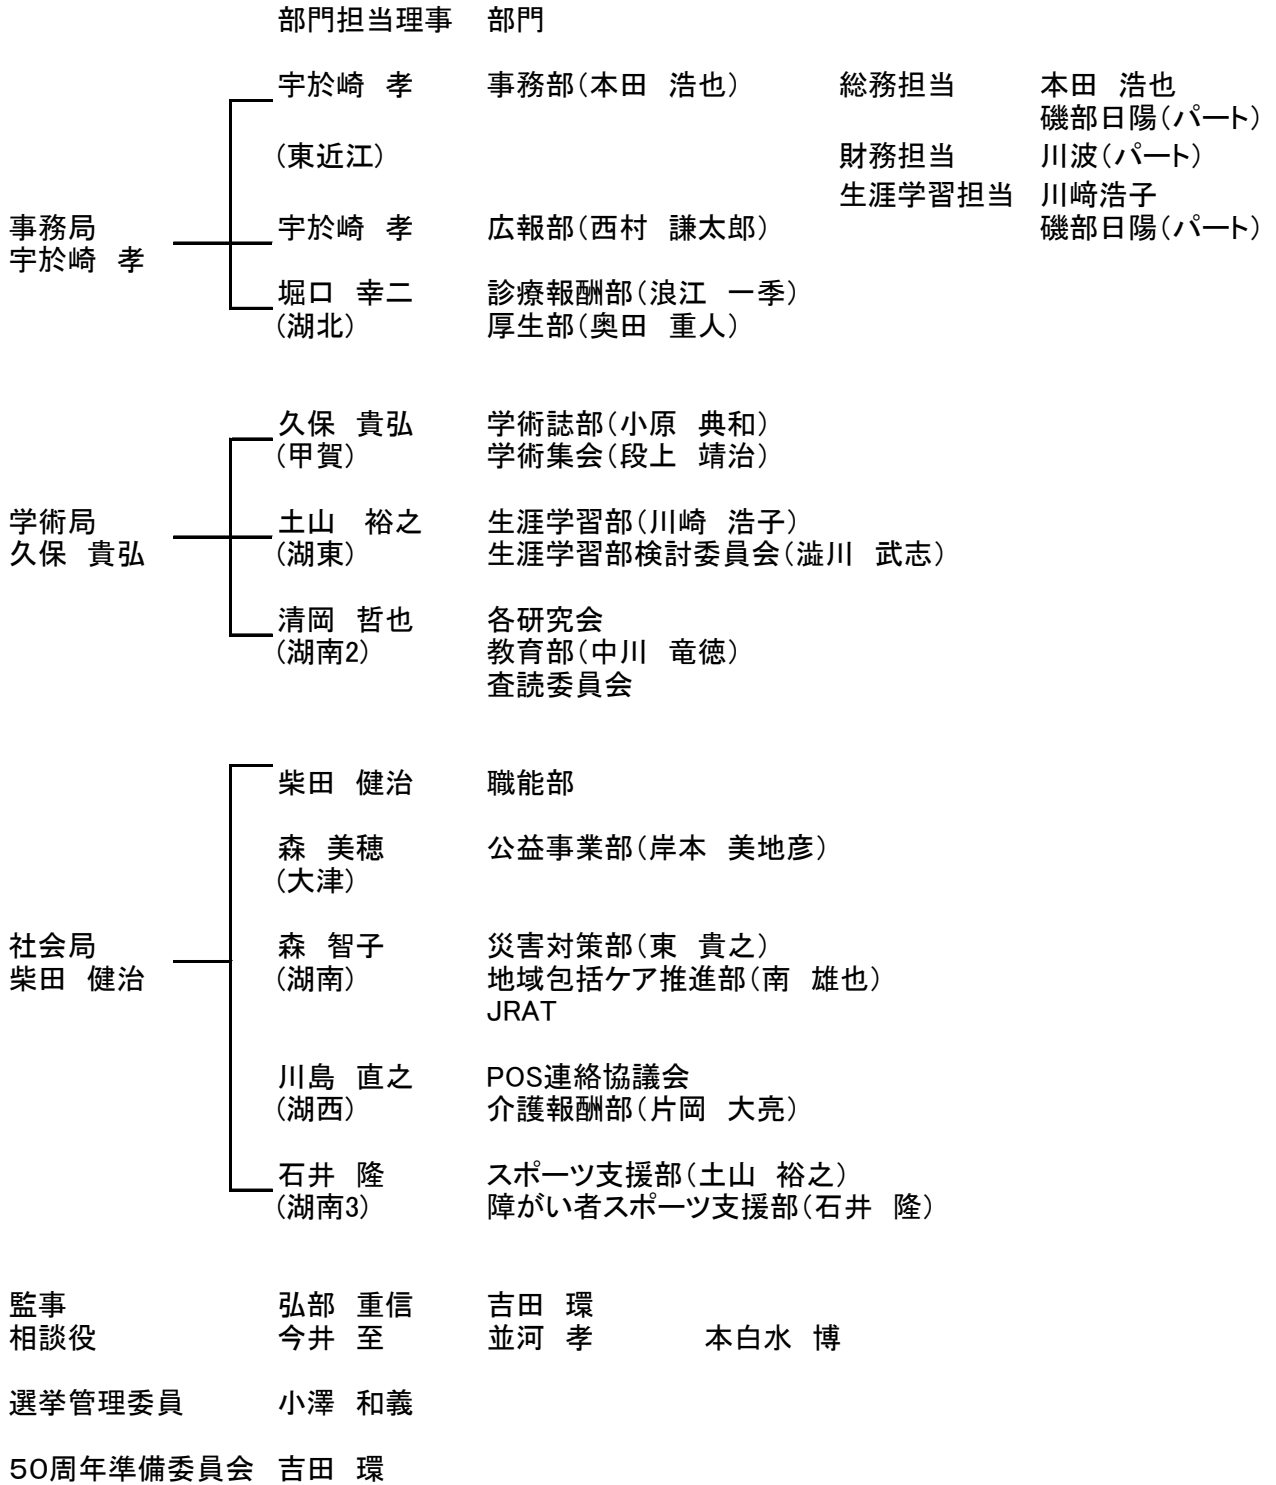 部門担当理事 部門
宇於崎 孝 事務部(本田 浩也) 総務担当 本田 浩也
磯部日陽(パート)
(東近江) 財務担当 川波(パート)
生涯学習担当 川﨑浩子
事務局 宇於崎 孝 広報部(西村 謙太郎) 磯部日陽(パート)
宇於崎 孝
堀口 幸二 診療報酬部(浪江 一季)
(湖北) 厚生部(奥田 重人)
久保 貴弘 学術誌部(小原 典和)
(甲賀) 学術集会(段上 靖治)
学術局 土山 裕之 生涯学習部(川崎 浩子)
久保 貴弘 (湖東) 生涯学習部検討委員会(澁川 武志)
清岡 哲也 各研究会
(湖南2) 教育部(中川 竜徳)
査読委員会
柴田 健治 職能部
森 美穂 公益事業部(岸本 美地彦)
(大津)
社会局 森 智子 災害対策部(東 貴之)
柴田 健治 (湖南) 地域包括ケア推進部(南 雄也)
JRAT
川島 直之 POS連絡協議会
(湖西) 介護報酬部(片岡 大亮)
石井 隆 スポーツ支援部(土山 裕之)
(湖南3) 障がい者スポーツ支援部(石井 隆)
監事 弘部 重信 吉田 環
相談役 今井 至 並河 孝 本白水 博
選挙管理委員 小澤 和義
50周年準備委員会 吉田 環